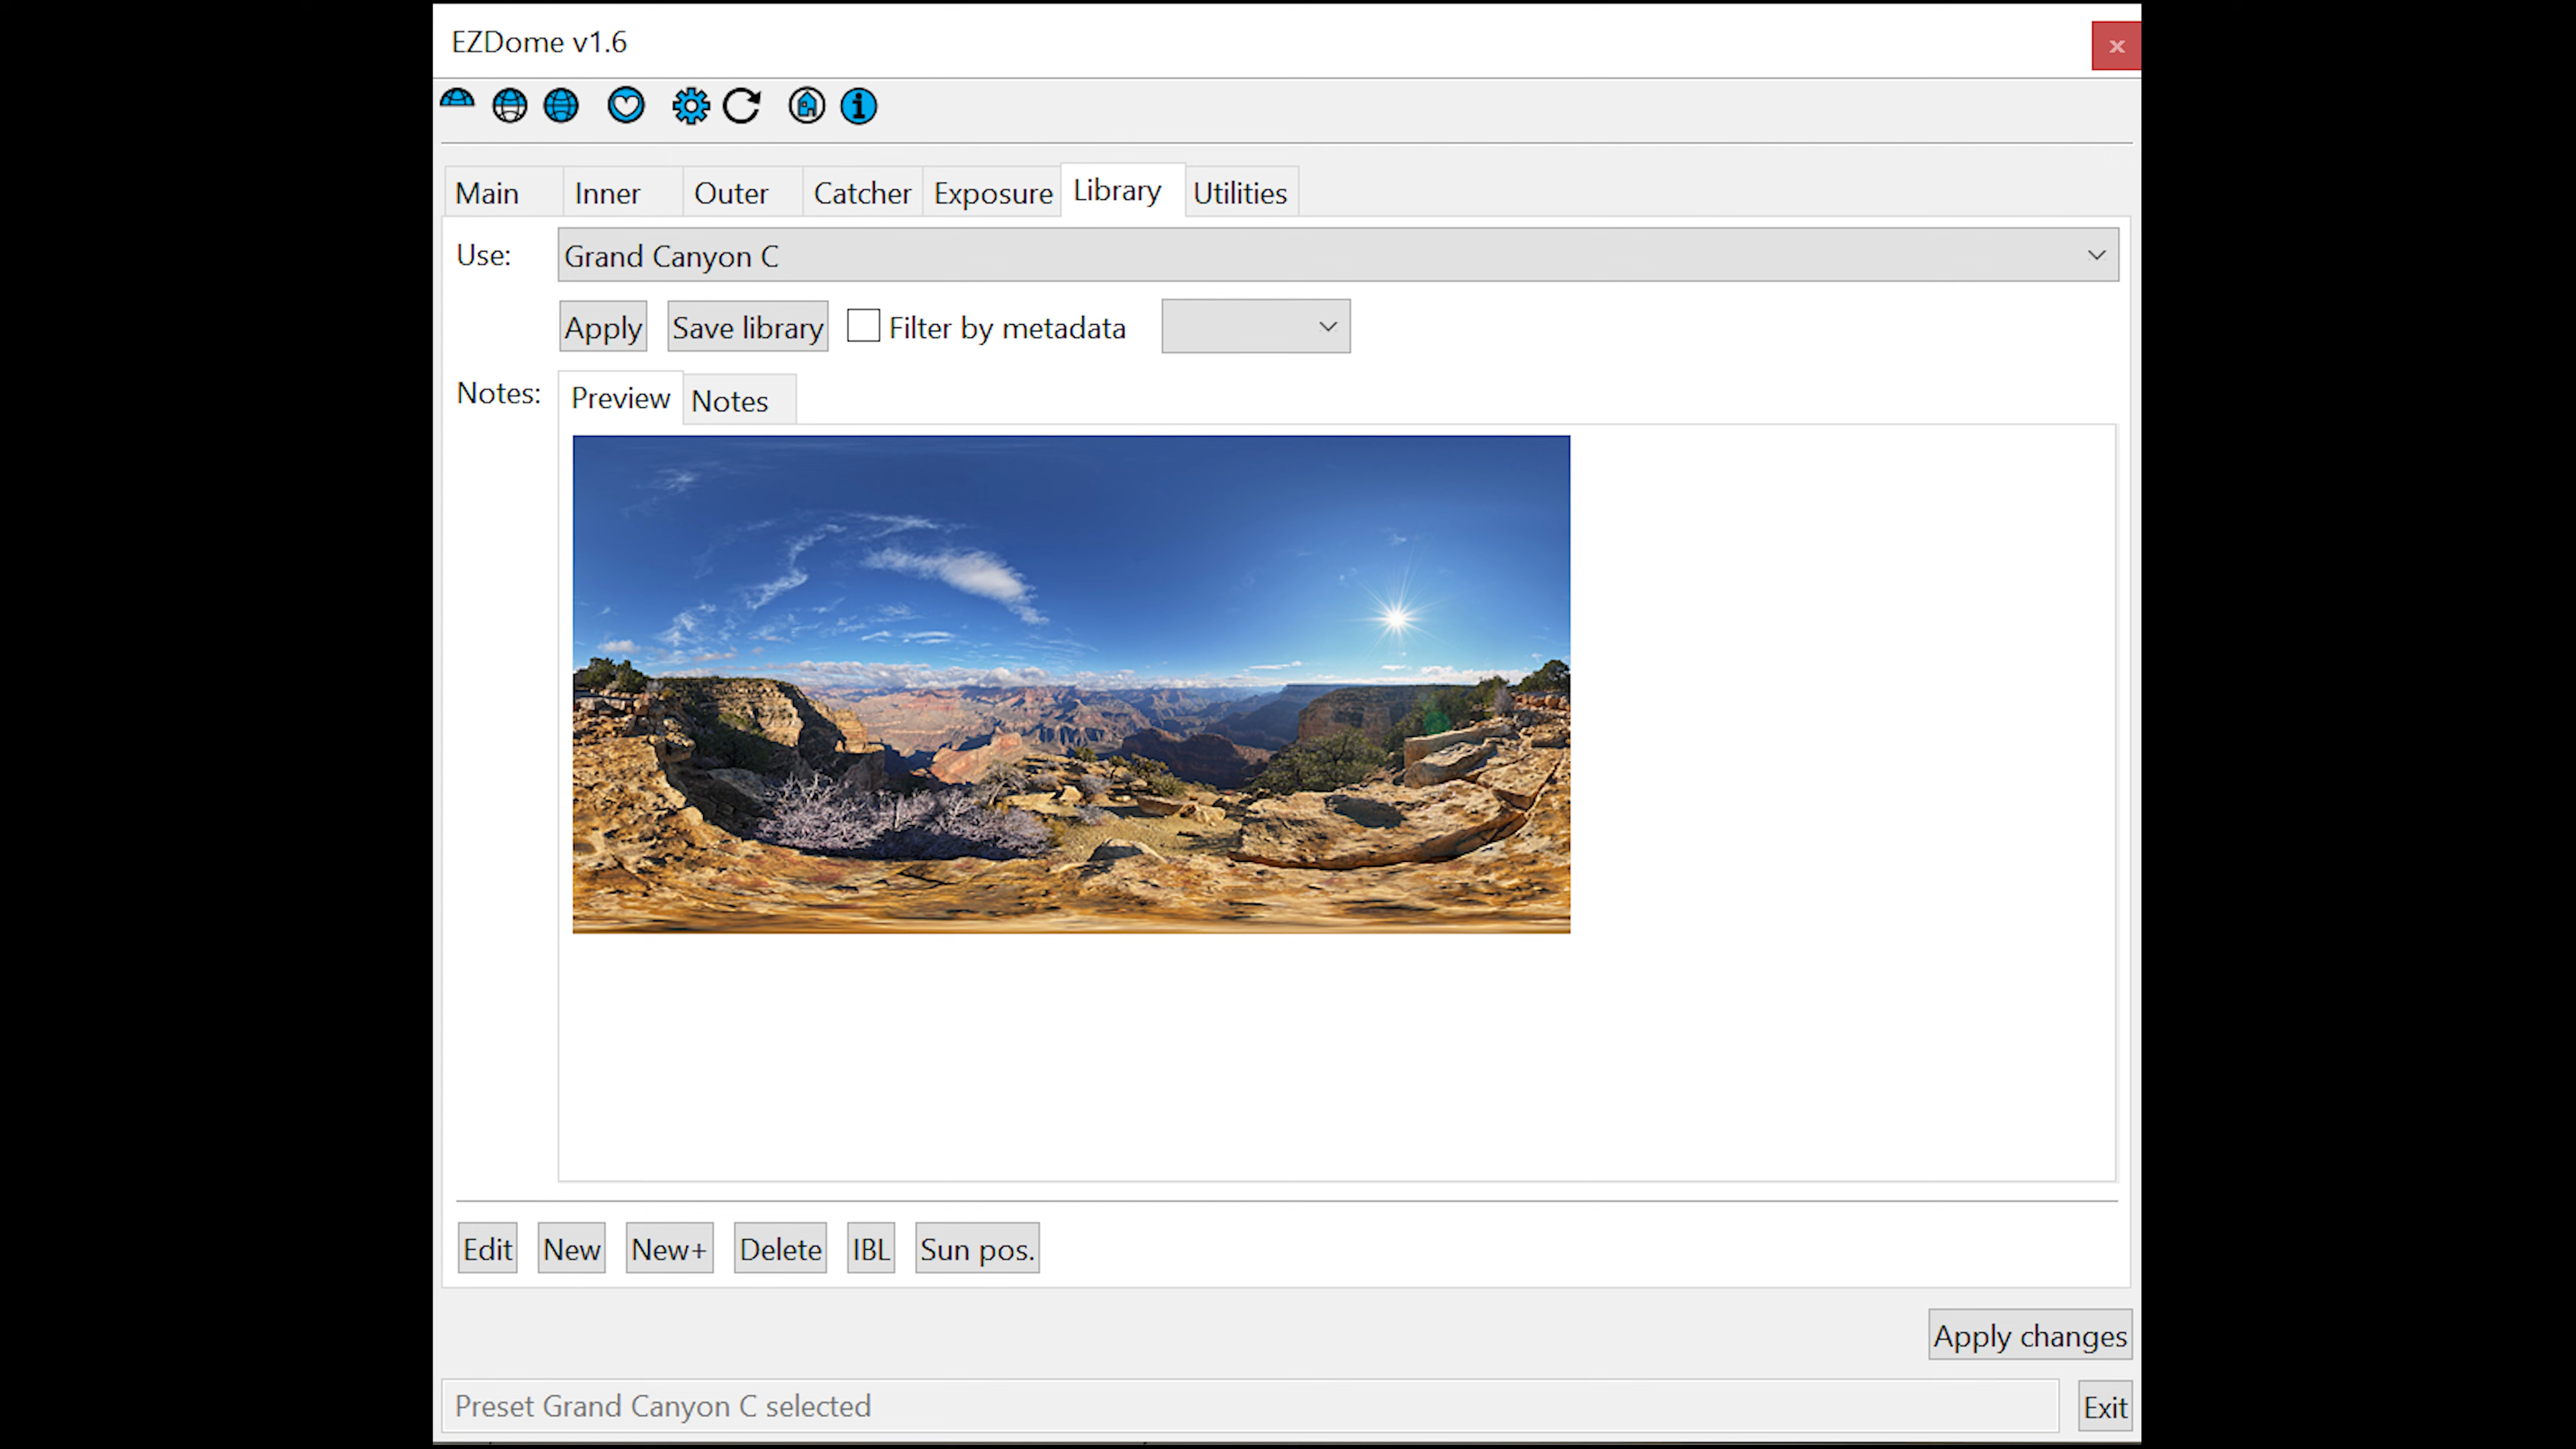 EZDome v1.6
x
Main Inner Outer Catcher Exposure Library Utilities
Use: Grand Canyon C
Apply Save library Filter by metadata
Notes: Preview Notes
Edit New New+ Delete IBL Sun pos.
Apply changes
Preset Grand Canyon C selected Exit